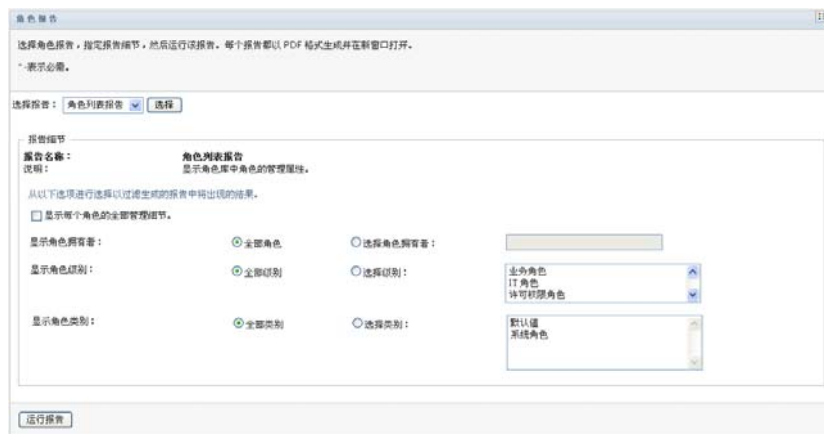 角色报告
选择角色报告，指定报告细节，然后运行该报告。每个报告都以 PDF 格式生成并在新窗口打开。
* -表示必需。
选择报告： 角色列表报告 选择
报告细节
报告名称： 角色列表报告
说明： 显示角色库中角色的管理属性。
从以下选项进行选择以过滤生成的报告中将出现的结果。
显示每个角色的全部管理细节。
显示角色拥有者： 全部角色 选择角色拥有者：
显示角色级别： 全部级别 选择级别： 业务角色
IT 角色
许可权限角色
显示角色类别： 全部类别 选择类别： 默认值
系统角色
运行报告